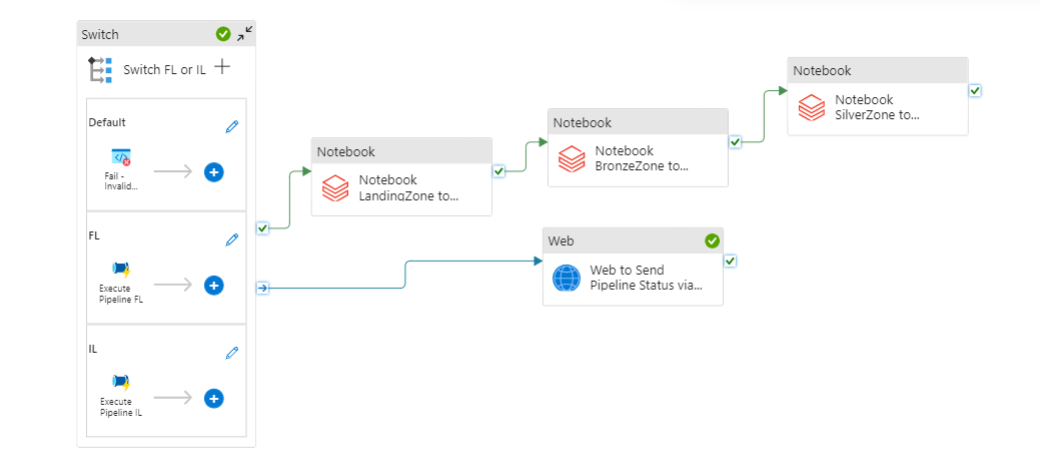 Switch
Switch FL or IL
Default
Fail -
Invalid...
FL
Execute
Pipeline FL
IL
Execute
Pipeline IL
Notebook
Notebook
LandingZone to...
Notebook
Notebook
BronzeZone to...
Notebook
Notebook
SilverZone to...
Web
Web to Send
Pipeline Status via...